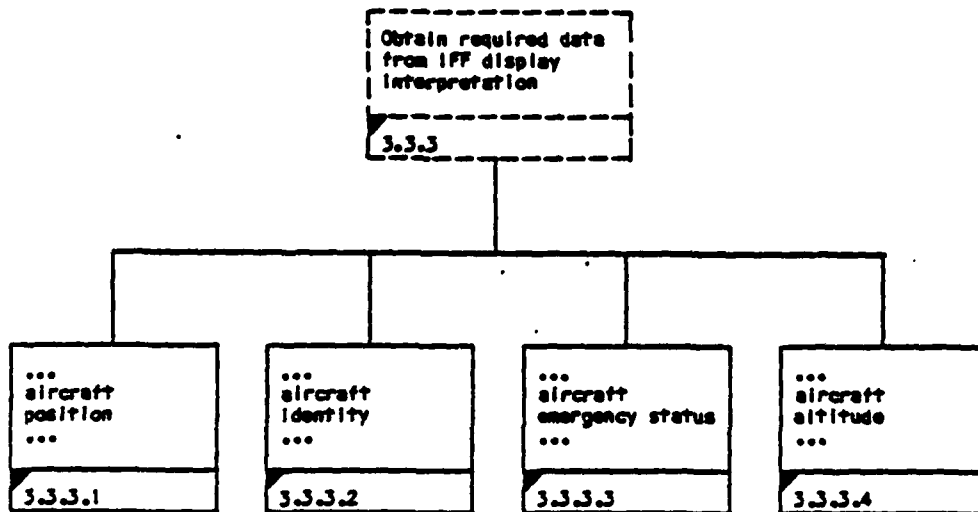 Obtain required data
from IFF display
interpretation
3.3.3
...
aircraft
position
...
3.3.3.1
...
aircraft
identity
...
3.3.3.2
...
aircraft
emergency status
...
3.3.3.3
...
aircraft
altitude
...
3.3.3.4